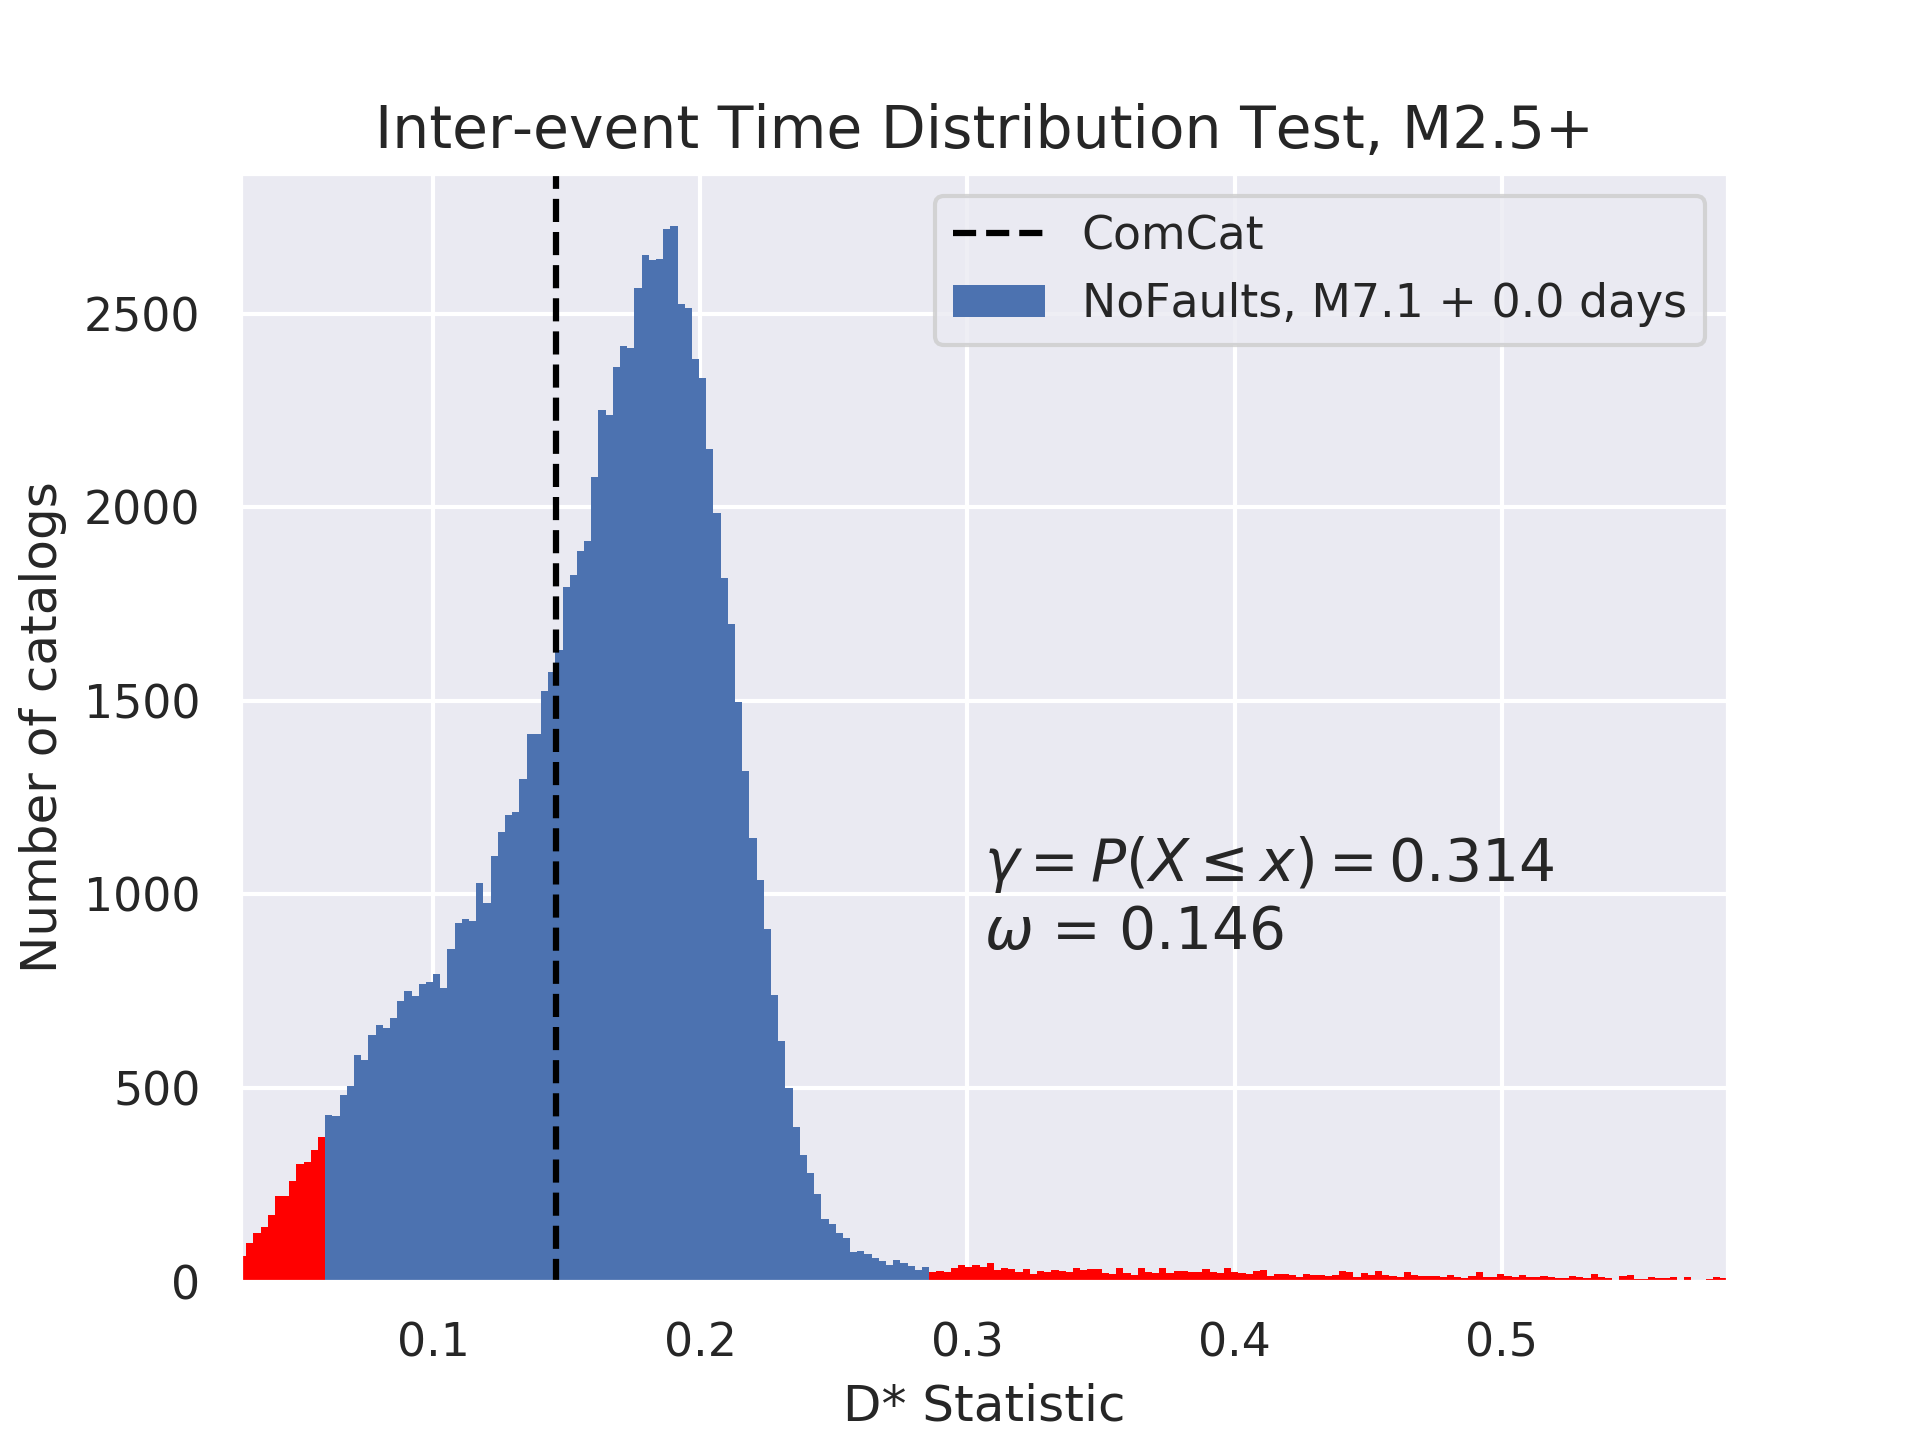 Inter-event Time Distribution Test, M2.5+
ComCat
NoFaults, M7.1 + 0.0 days
Number of catalogs
2500
2000
1500
1000
500
0
γ = P(X ≤ x) = 0.314
ω = 0.146
0.1 0.2 0.3 0.4 0.5
D* Statistic